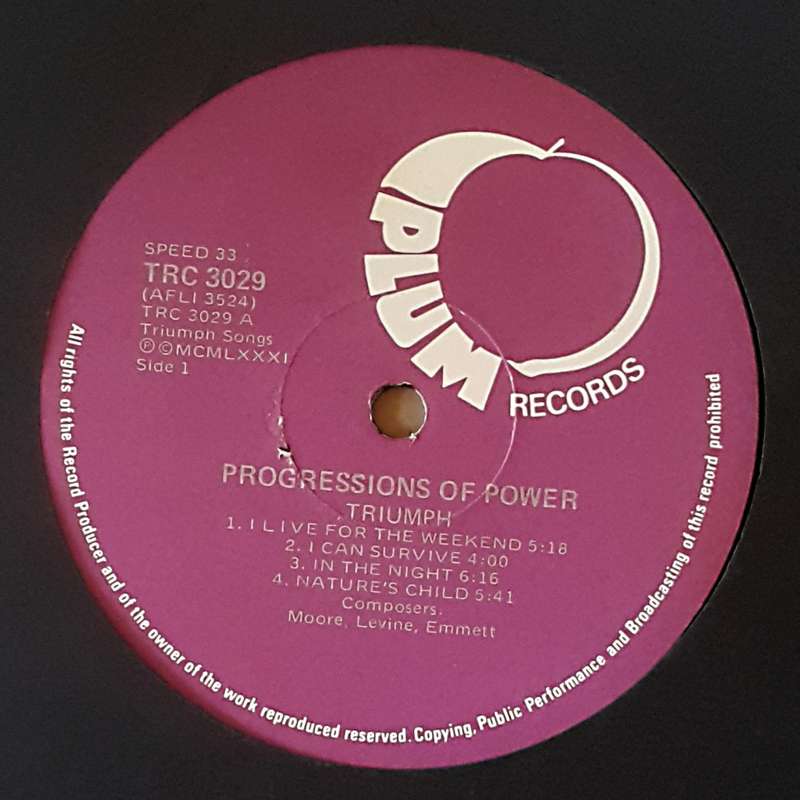 PLUM
RECORDS
SPEED 33
TRC 3029
(AFLI 3524)
TRC 3029 A
Triumph Songs
ⓟ©MCMLXXXI
Side 1
PROGRESSIONS OF POWER
TRIUMPH
1. I LIVE FOR THE WEEKEND 5:18
2. I CAN SURVIVE 4:00
3. IN THE NIGHT 6:16
4. NATURE'S CHILD 5:41
Composers.
Moore, Levine, Emmett
All rights of the Record Producer and of the owner of the work reproduced reserved. Copying, Public Performance and Broadcasting of this record prohibited